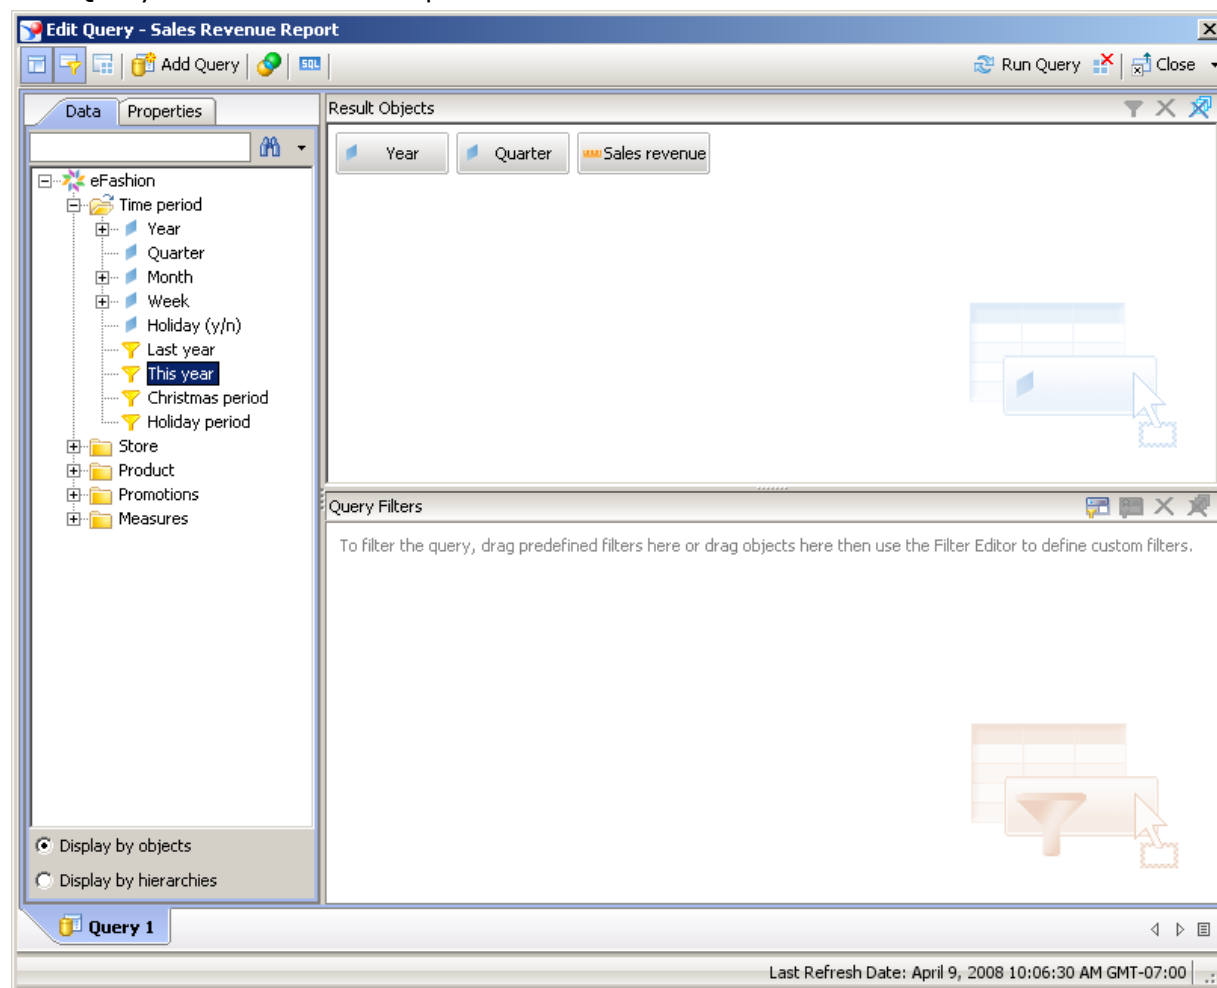 Edit Query - Sales Revenue Report
Add Query SQL Run Query Close
Data Properties
Result Objects
Year Quarter Sales revenue
eFashion
Time period
Year
Quarter
Month
Week
Holiday (y/n)
Last year
This year
Christmas period
Holiday period
Store
Product
Promotions
Measures
Query Filters
To filter the query, drag predefined filters here or drag objects here then use the Filter Editor to define custom filters.
Display by objects
Display by hierarchies
Query 1
Last Refresh Date: April 9, 2008 10:06:30 AM GMT-07:00